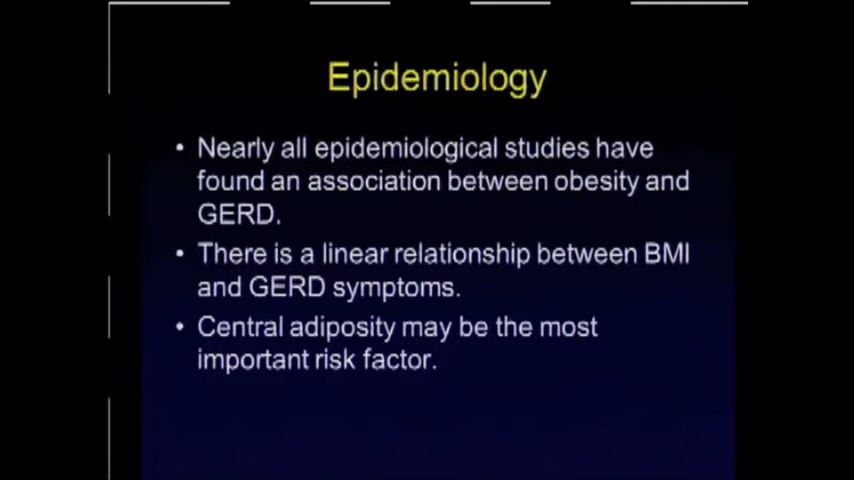 Epidemiology
• Nearly all epidemiological studies have
found an association between obesity and
GERD.
• There is a linear relationship between BMI
and GERD symptoms.
• Central adiposity may be the most
important risk factor.